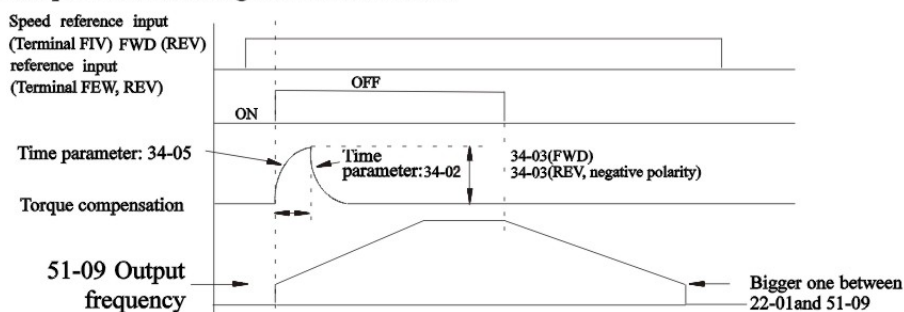 Speed reference input
(Terminal FIV) FWD (REV)
reference input
(Terminal FEW, REV)
OFF
ON
Time parameter: 34-05
Time
parameter:34-02
34-03(FWD)
34-03(REV, negative polarity)
Torque compensation
51-09 Output
frequency
Bigger one between
22-01and 51-09